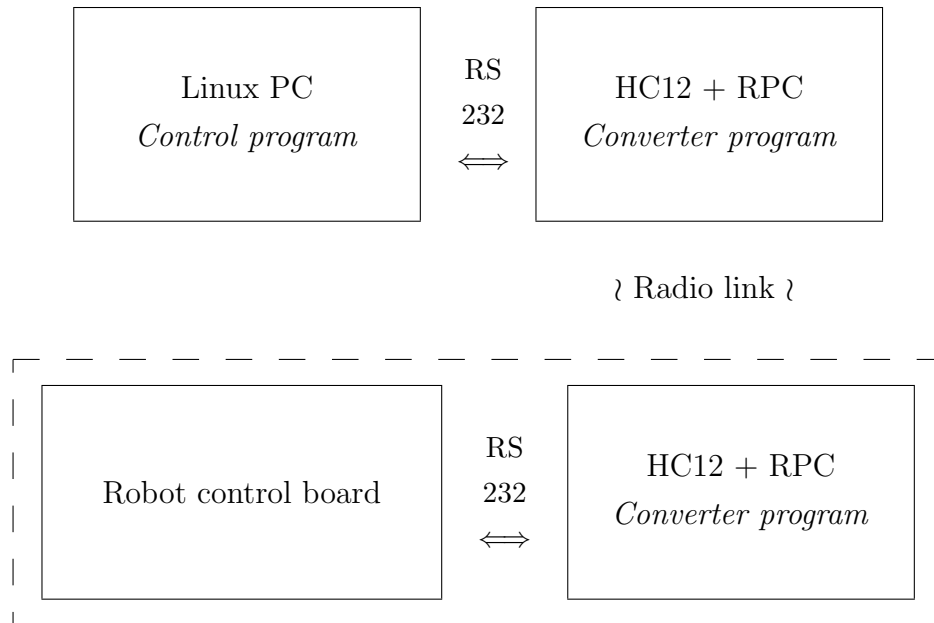 Linux PC
Control program
RS
232
⟺
HC12 + RPC
Converter program
≀ Radio link ≀
Robot control board
RS
232
⟺
HC12 + RPC
Converter program